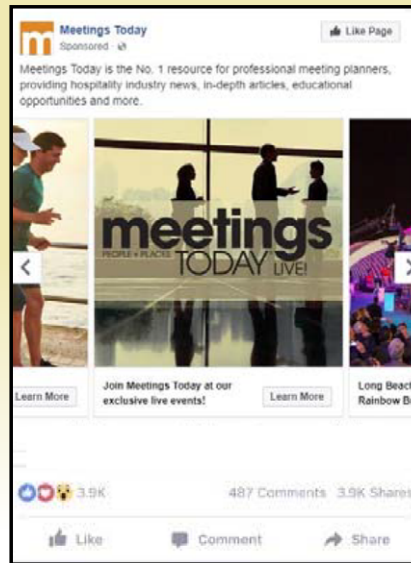 Meetings Today
Sponsored ·
Like Page
Meetings Today is the No. 1 resource for professional meeting planners,
providing hospitality industry news, in-depth articles, educational
opportunities and more.
m
meetings
PEOPLE + PLACES TODAY LIVE!
Learn More
Join Meetings Today at our
exclusive live events!
Learn More
Long Beach
Rainbow
3.9K
487 Comments 3.9K Shares
Like Comment Share